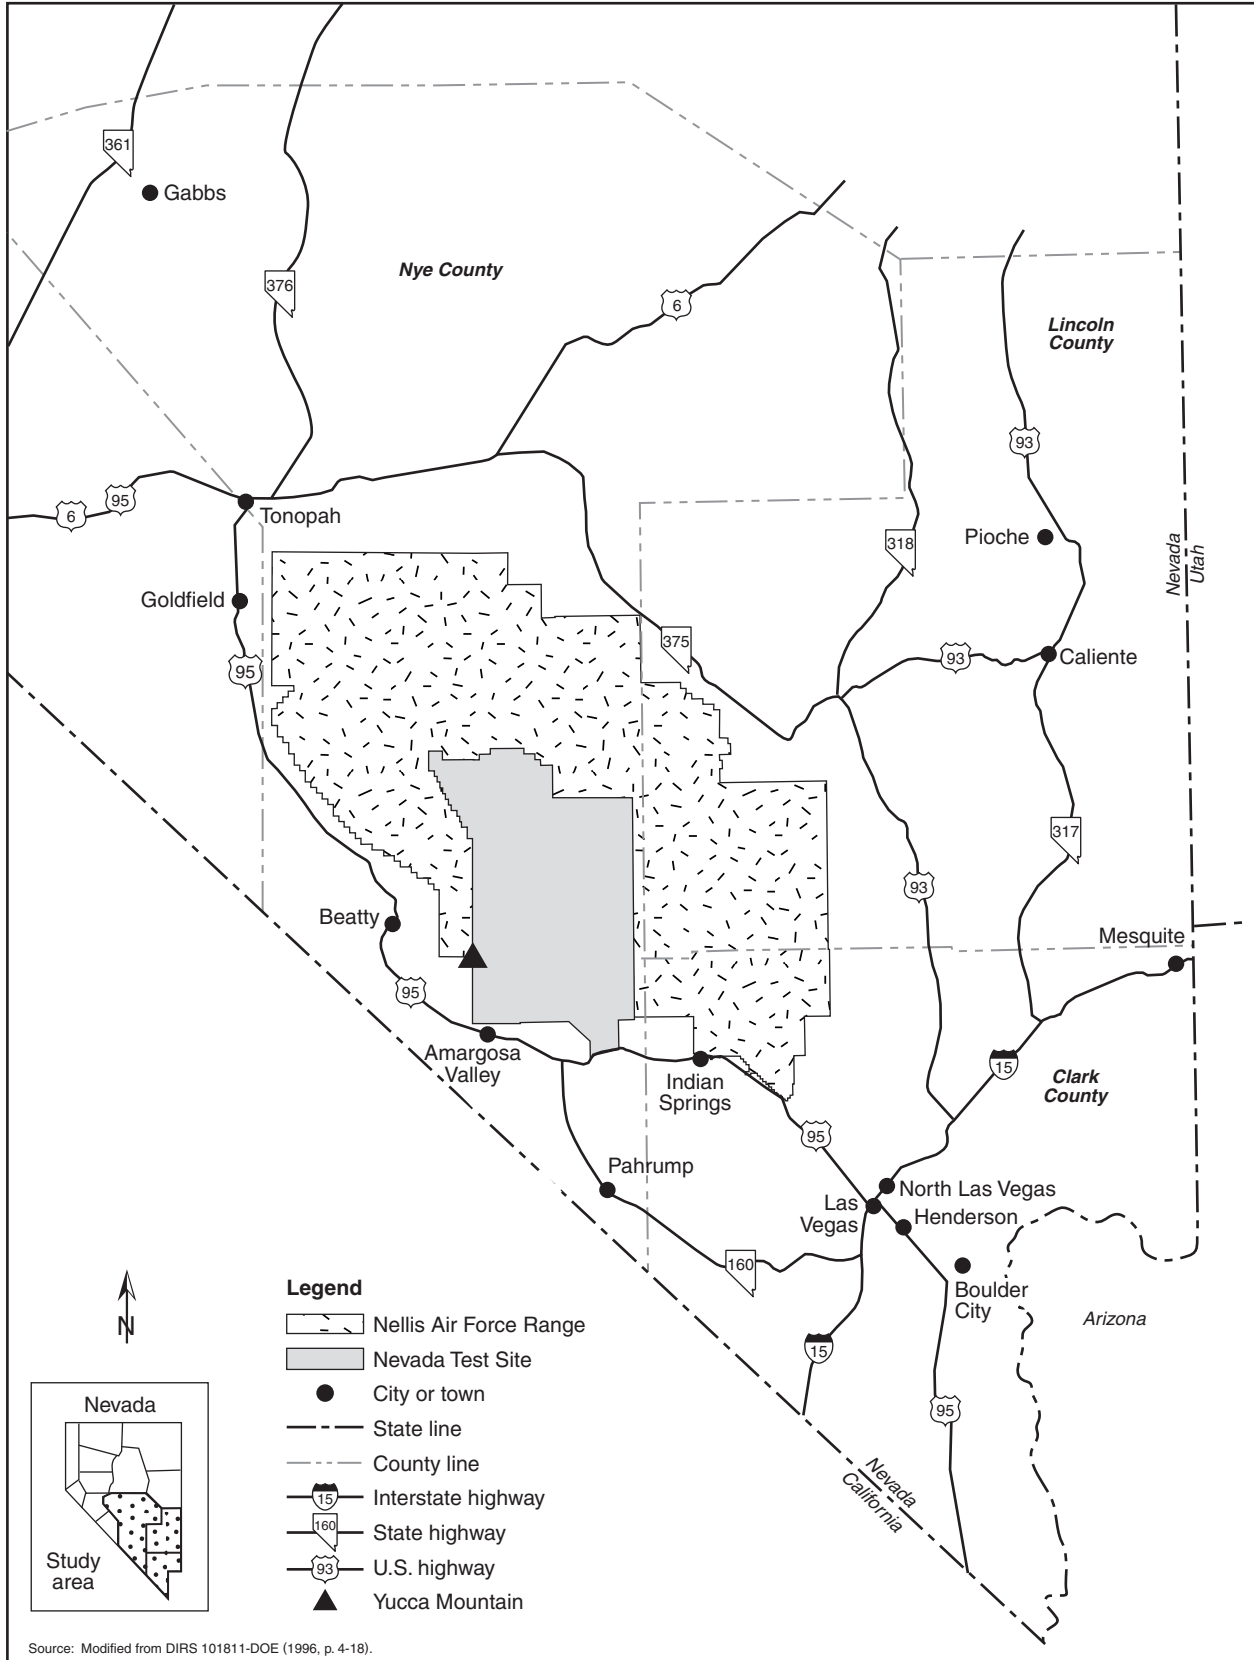 361
Gabbs
376
Nye County
6
Lincoln
County
93
95
6
Tonopah
318
Pioche
Nevada
Utah
Goldfield
375
95
93
Caliente
317
93
Beatty
Mesquite
95
Amargosa
Valley
Indian
Springs
15
Clark
County
95
Pahrump
North Las Vegas
Las
Vegas
Henderson
160
Boulder
City
Arizona
15
95
Nevada
California
N
Legend
Nellis Air Force Range
Nevada Test Site
City or town
State line
County line
15
Interstate highway
160
State highway
93
U.S. highway
Yucca Mountain
Nevada
Study
area
Source: Modified from DIRS 101811-DOE (1996, p. 4-18).